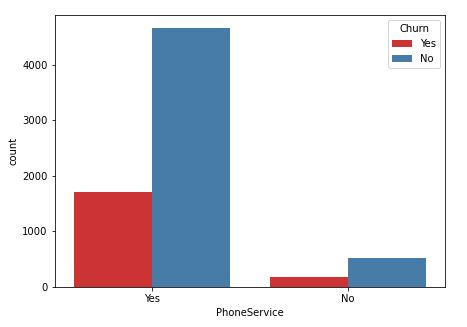 Churn
Yes
No
4000
3000
2000
1000
0
count
Yes
No
PhoneService